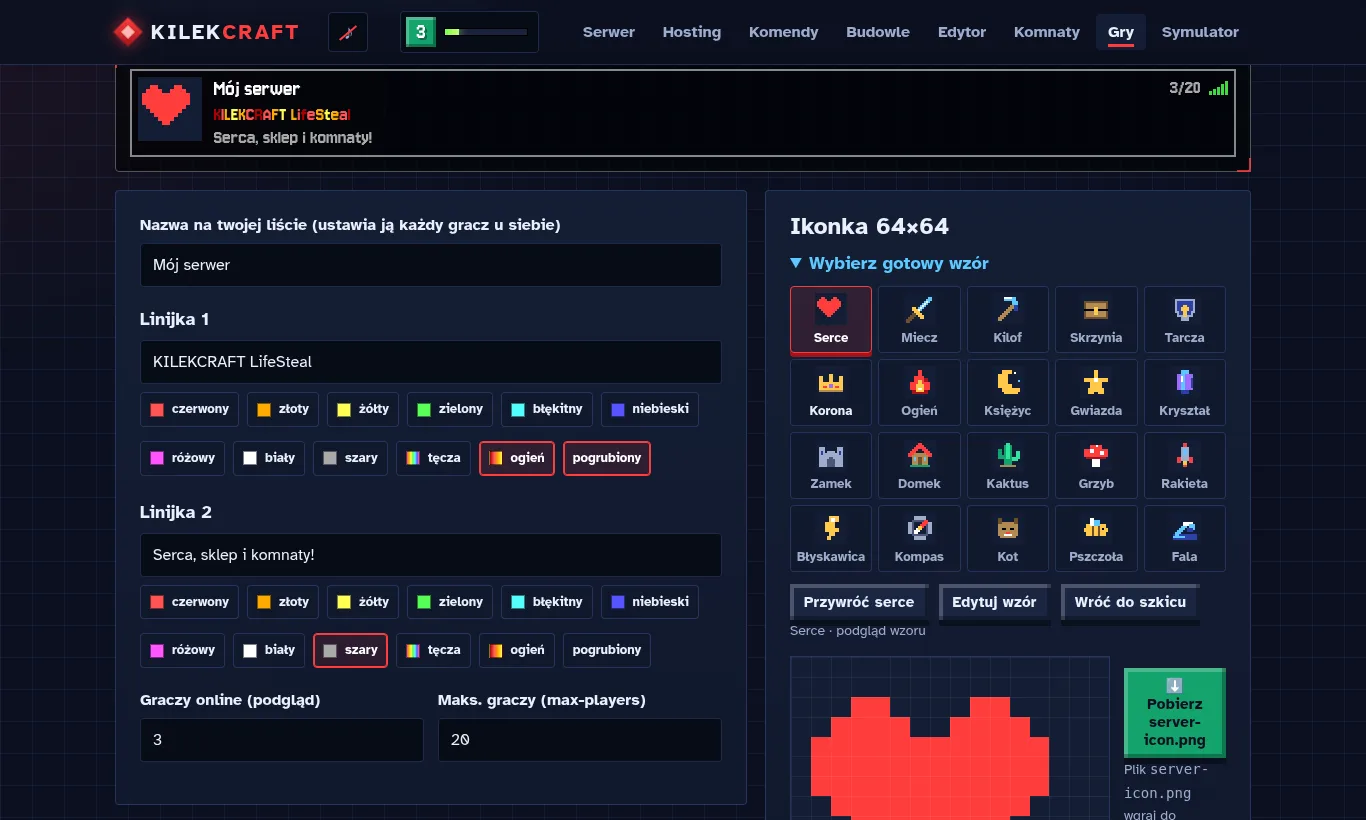 KILEKCRAFT
3
Serwer
Hosting
Komendy
Budowle
Edytor
Komnaty
Gry
Symulator
Mój serwer
3/20
KILEKCRAFT LifeSteal
Serca, sklep i komnaty!
Nazwa na twojej liście (ustawia ją każdy gracz u siebie)
Mój serwer
Linijka 1
KILEKCRAFT LifeSteal
czerwony
złoty
żółty
zielony
błękitny
niebieski
różowy
biały
szary
tęcza
ogień
pogrubiony
Linijka 2
Serca, sklep i komnaty!
czerwony
złoty
żółty
zielony
błękitny
niebieski
różowy
biały
szary
tęcza
ogień
pogrubiony
Graczy online (podgląd)
Maks. graczy (max-players)
3
20
Ikonka 64×64
▼ Wybierz gotowy wzór
Serce
Miecz
Kilof
Skrzynia
Tarcza
Korona
Ogień
Księżyc
Gwiazda
Kryształ
Zamek
Domek
Kaktus
Grzyb
Rakieta
Błyskawica
Kompas
Kot
Pszczoła
Fala
Przywróć serce
Edytuj wzór
Wróć do szkicu
Serce · podgląd wzoru
Pobierz
server-
icon.png
Plik server-
icon.png
wgraj do